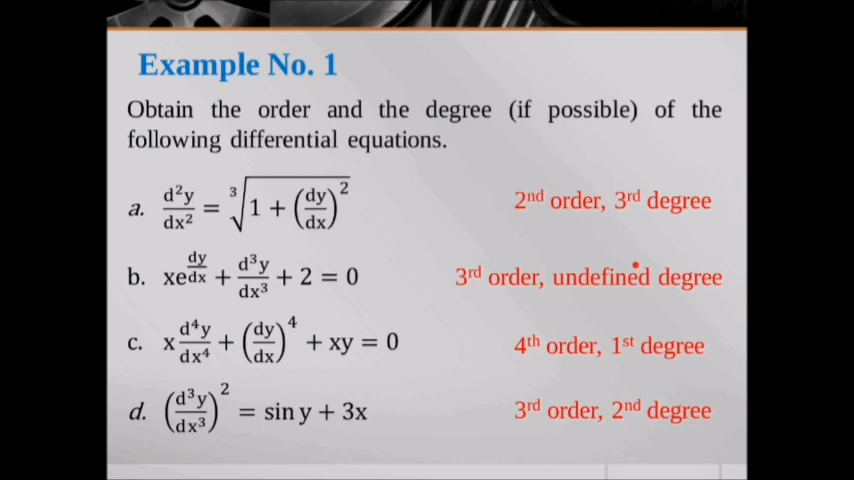 Example No. 1
Obtain the order and the degree (if possible) of the
following differential equations.
a. d²y/dx² = ∛(1 + (dy/dx)²) 2nd order, 3rd degree
b. xe^(dy/dx) + d³y/dx³ + 2 = 0 3rd order, undefined degree
c. x d⁴y/dx⁴ + (dy/dx)⁴ + xy = 0 4th order, 1st degree
d. (d³y/dx³)² = sin y + 3x 3rd order, 2nd degree